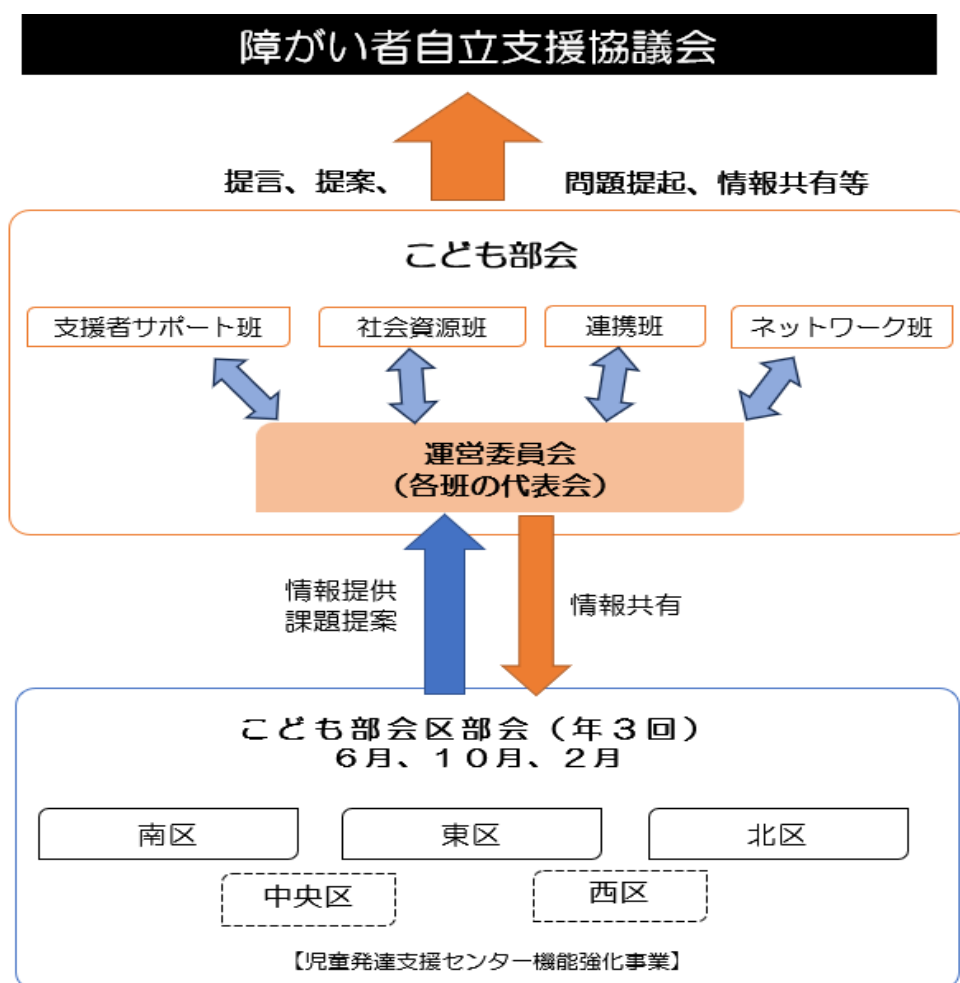 障がい者自立支援協議会
提言、提案、
問題提起、情報共有等
こども部会
支援者サポート班
社会資源班
連携班
ネットワーク班
運営委員会
（各班の代表会）
情報提供
課題提案
情報共有
こども部会区部会（年３回）
６月、１０月、２月
南区
東区
北区
中央区
西区
【児童発達支援センター機能強化事業】